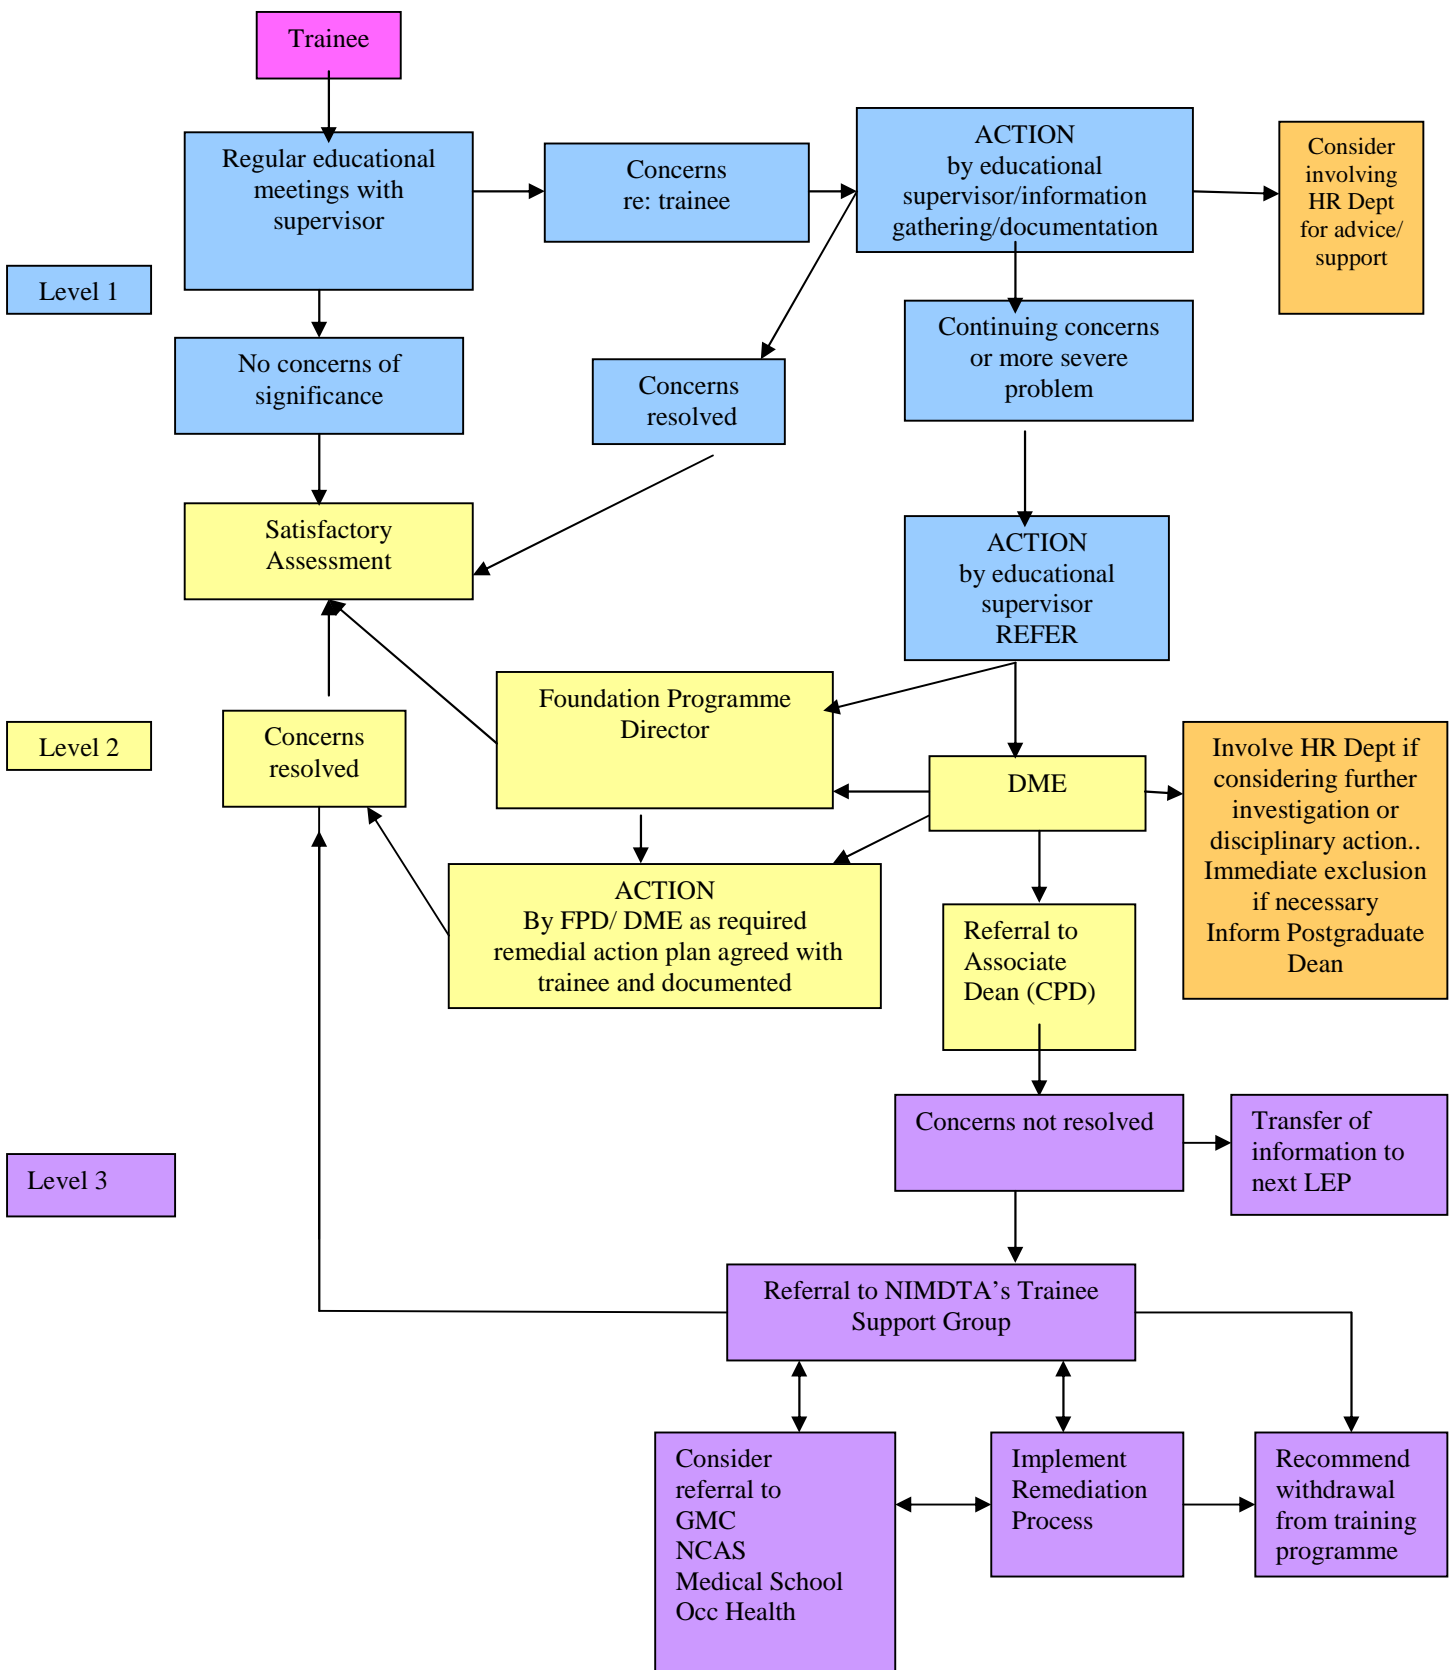 Trainee
Regular educational
meetings with
supervisor
Concerns
re: trainee
ACTION
by educational
supervisor/information
gathering/documentation
Consider
involving
HR Dept
for advice/
support
Level 1
No concerns of
significance
Concerns
resolved
Continuing concerns
or more severe
problem
Satisfactory
Assessment
ACTION
by educational
supervisor
REFER
Level 2
Concerns
resolved
Foundation Programme
Director
DME
Involve HR Dept if
considering further
investigation or
disciplinary action..
Immediate exclusion
if necessary
Inform Postgraduate
Dean
ACTION
By FPD/ DME as required
remedial action plan agreed with
trainee and documented
Referral to
Associate
Dean (CPD)
Level 3
Concerns not resolved
Transfer of
information to
next LEP
Referral to NIMDTA’s Trainee
Support Group
Consider
referral to
GMC
NCAS
Medical School
Occ Health
Implement
Remediation
Process
Recommend
withdrawal
from training
programme